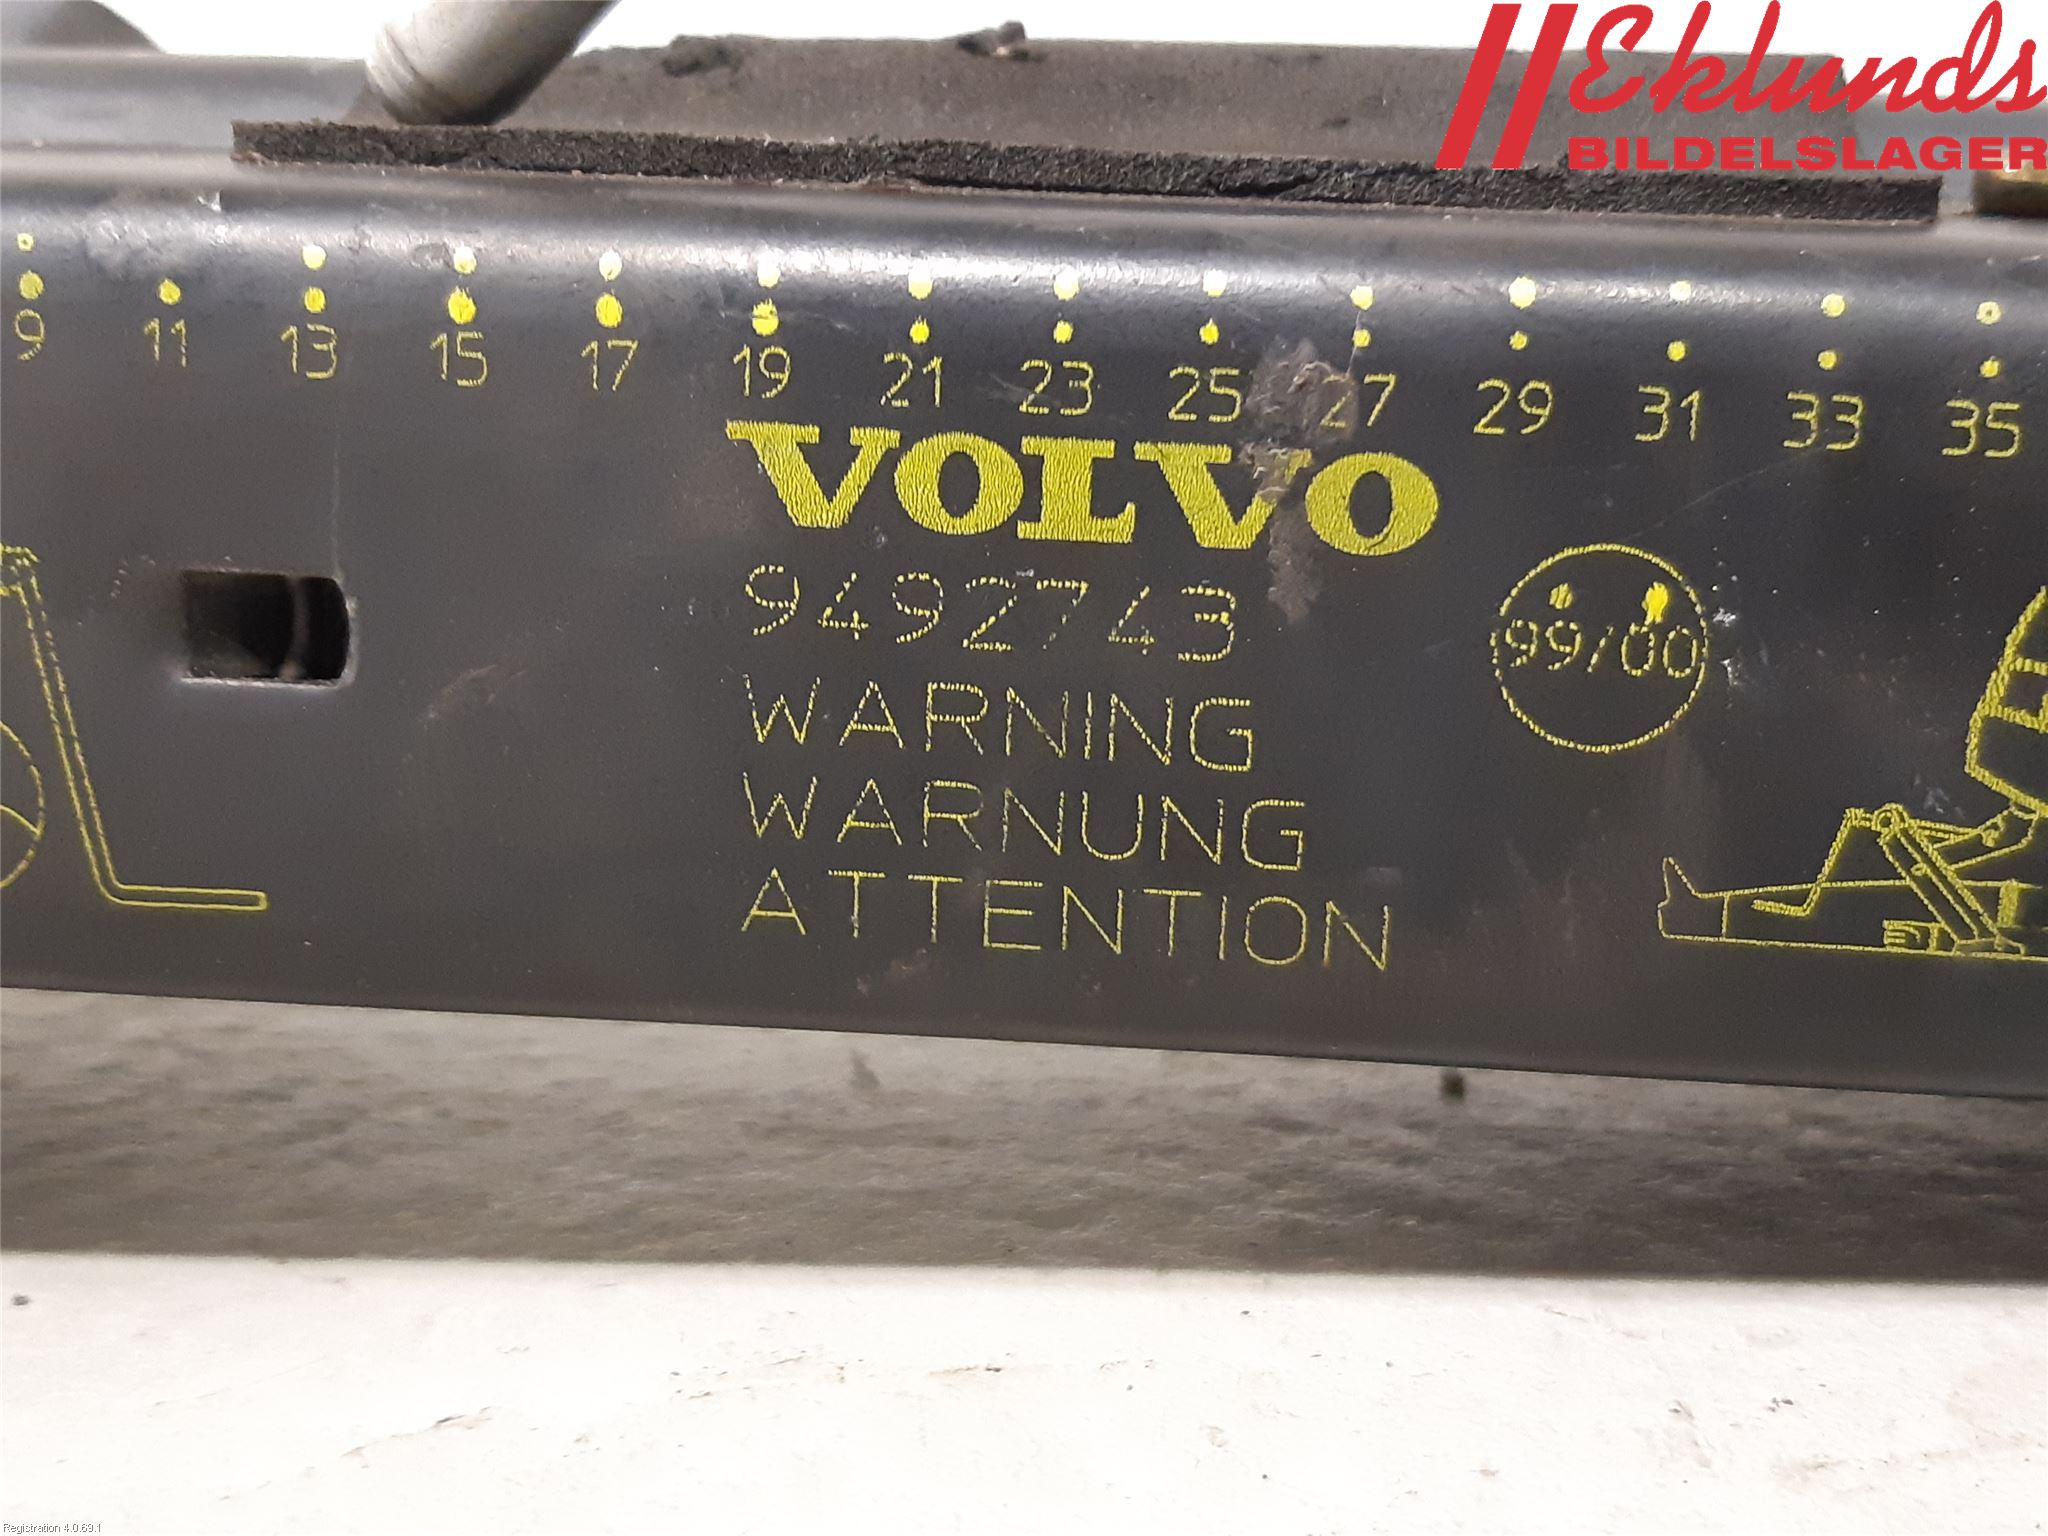 Eklunds
BILDELSLAGER
9 11 13 15 17 19 21 23 25 27 29 31 33 35
VOLVO
9492743
99/00
WARNING
WARNUNG
ATTENTION
Registration 4.0.69.1